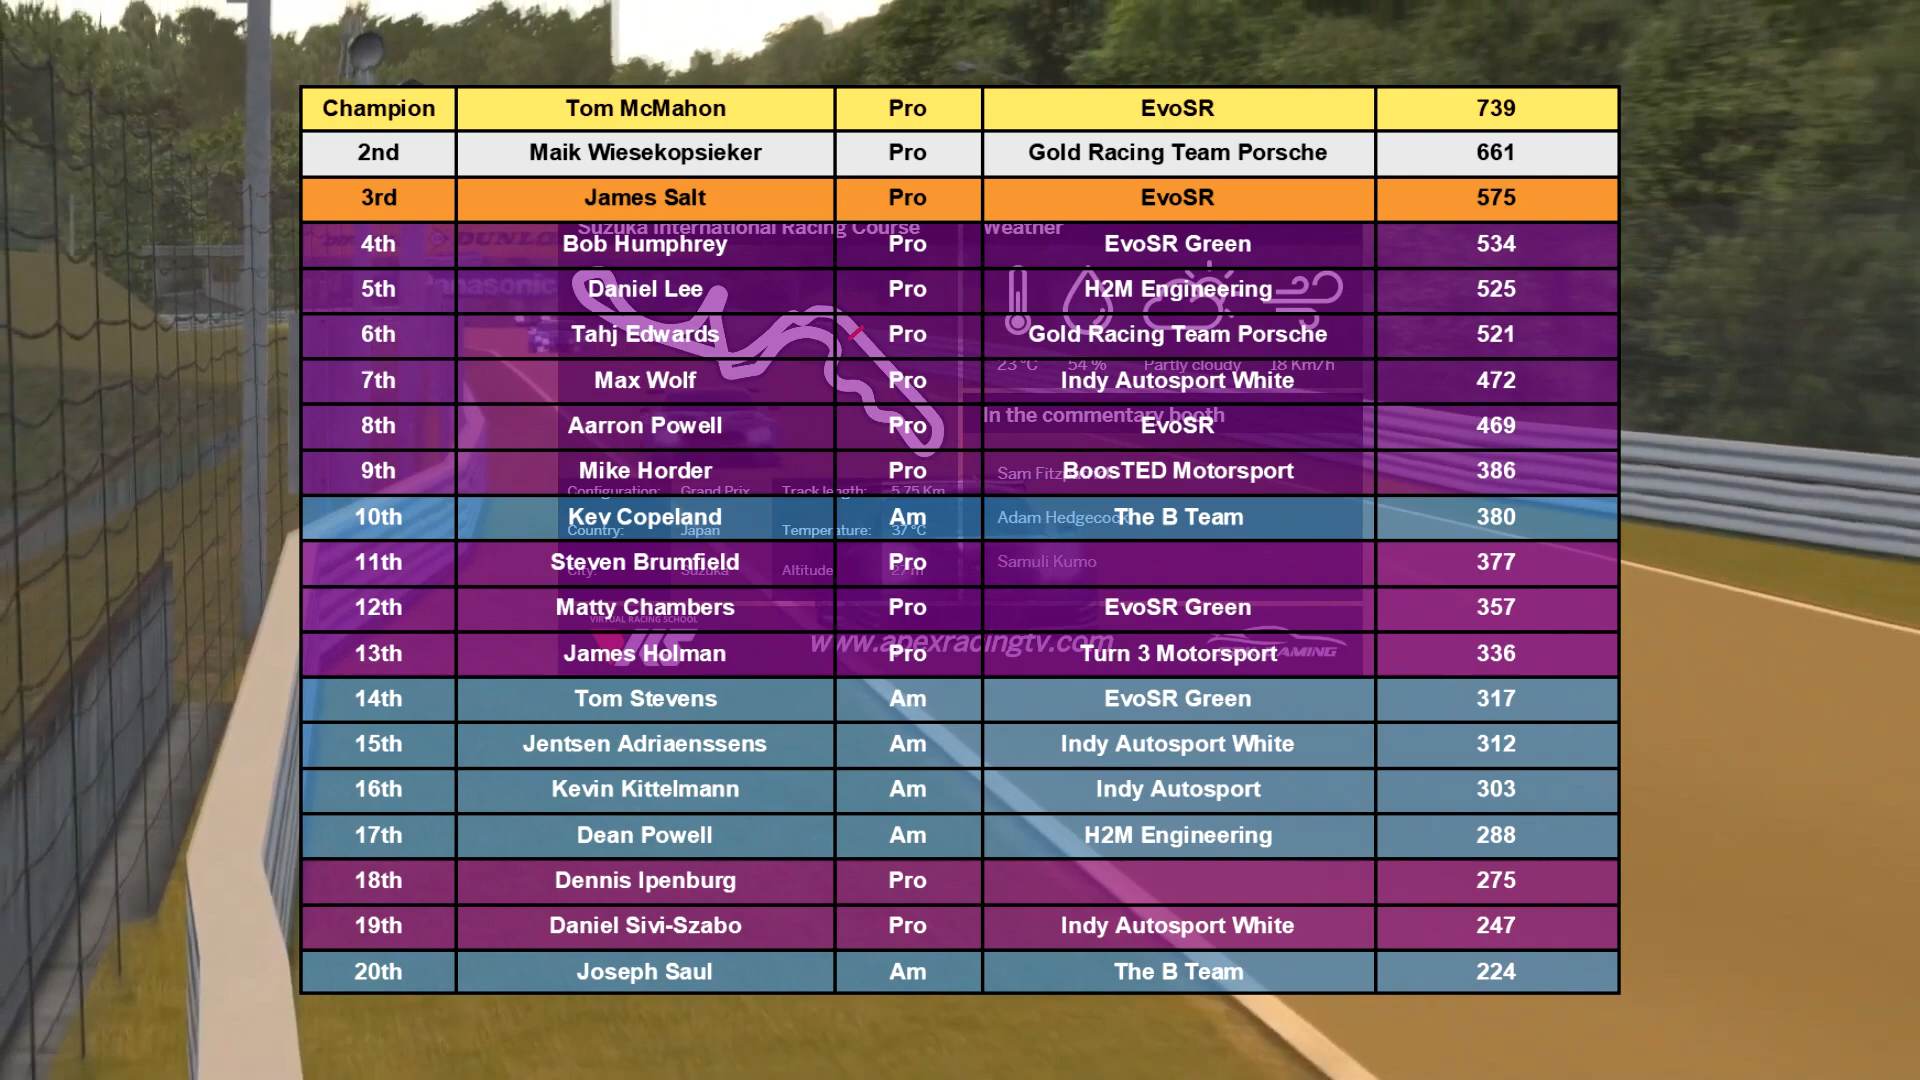 Champion Tom McMahon Pro EvoSR 739
2nd Maik Wiesekopsieker Pro Gold Racing Team Porsche 661
3rd James Salt Pro EvoSR 575
Suzuka International Racing Course Weather
4th Bob Humphrey Pro EvoSR Green 534
5th Daniel Lee Pro H2M Engineering 525
6th Tahj Edwards Pro Gold Racing Team Porsche 521
23 °C 54 % Partly cloudy 18 Km/h
7th Max Wolf Pro Indy Autosport White 472
In the commentary booth
8th Aarron Powell Pro EvoSR 469
9th Mike Horder Pro BoosTED Motorsport 386
Sam
Configuration: Grand Prix Track length: 5.75 Km
10th Kev Copeland Am The B Team 380
Adam Hedgecock
Country: Japan Temperature: 37 °C
11th Steven Brumfield Pro 377
Samuli Kumo
City: Suzuka Altitude 27 m
12th Matty Chambers Pro EvoSR Green 357
VIRTUAL RACING SCHOOL
www.apexracingtv.com
13th James Holman Pro Turn 3 Motorsport 336
14th Tom Stevens Am EvoSR Green 317
15th Jentsen Adriaenssens Am Indy Autosport White 312
16th Kevin Kittelmann Am Indy Autosport 303
17th Dean Powell Am H2M Engineering 288
18th Dennis Ipenburg Pro 275
19th Daniel Sivi-Szabo Pro Indy Autosport White 247
20th Joseph Saul Am The B Team 224